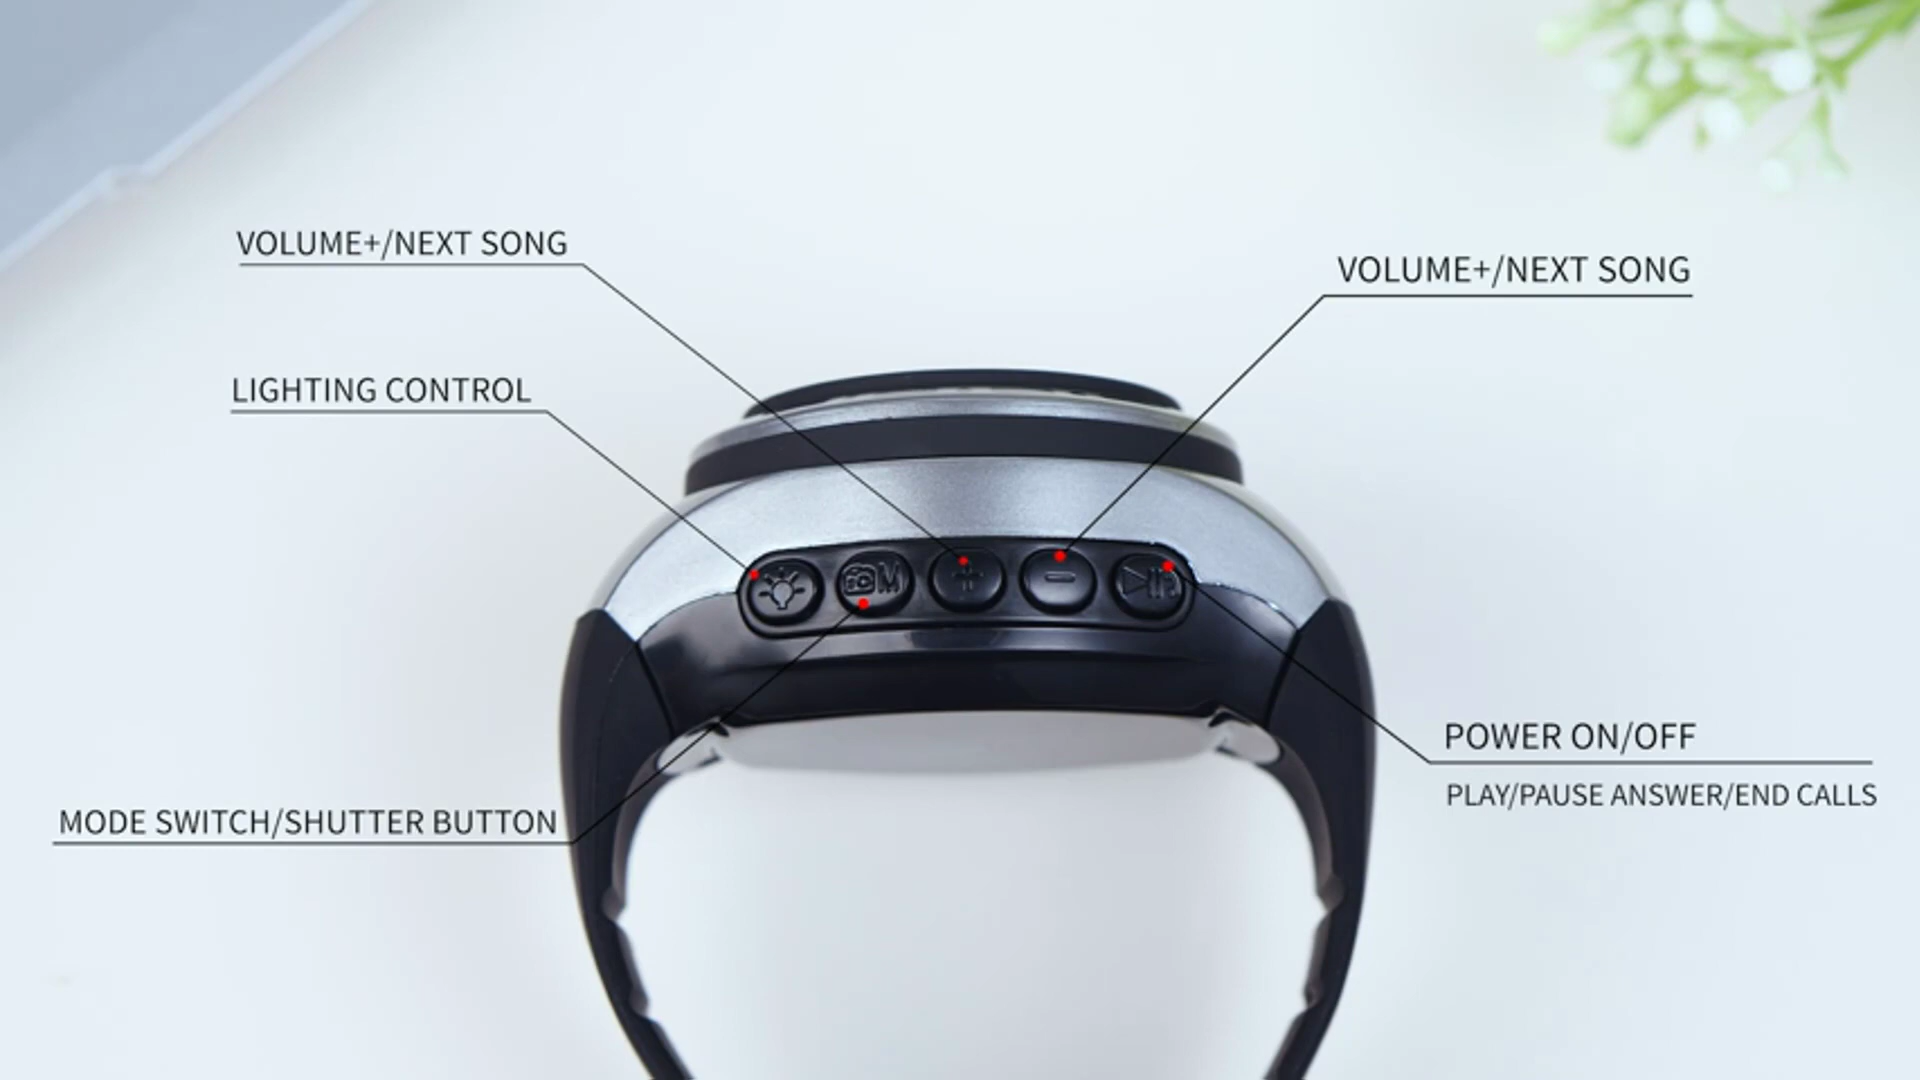 VOLUME+/NEXT SONG
VOLUME+/NEXT SONG
LIGHTING CONTROL
M
POWER ON/OFF
PLAY/PAUSE ANSWER/END CALLS
MODE SWITCH/SHUTTER BUTTON